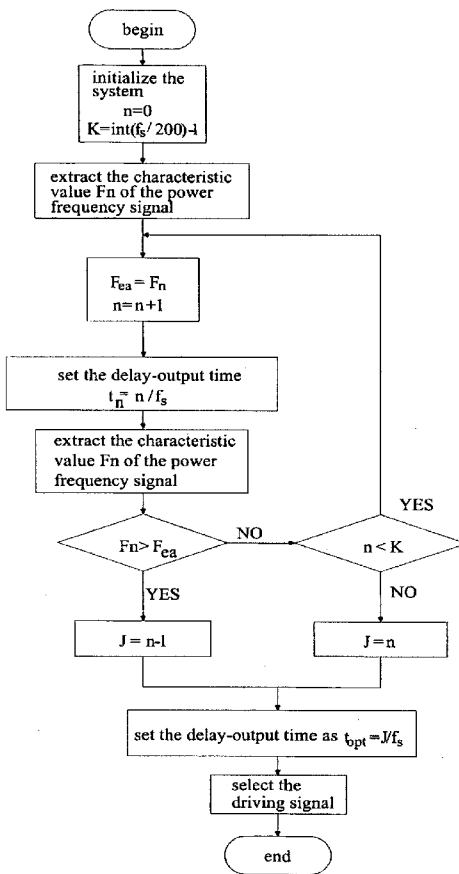 begin
initialize the
system
n=0
K=int(fs/200)-1
extract the characteristic
value Fn of the power
frequency signal
Fea = Fn
n=n+1
set the delay-output time
tn= n/fs
extract the characteristic
value Fn of the power
frequency signal
Fn>Fea
NO
n<K
YES
YES
NO
J = n-1
J=n
set the delay-output time as topt=J/fs
select the
driving signal
end